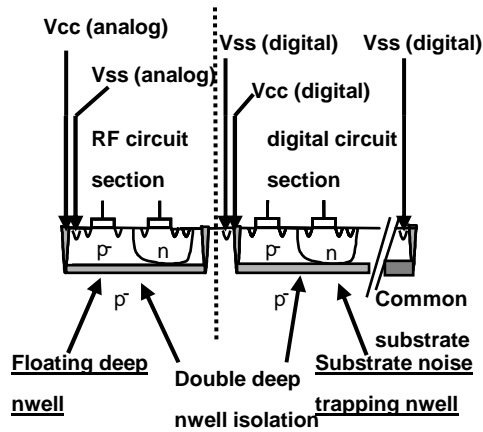 Vcc (analog)
Vss (digital)
Vss (digital)
Vss (analog)
Vcc (digital)
RF circuit
section
digital circuit
section
p-
n
p-
n
p-
p-
Common
substrate
Floating deep
nwell
Double deep
nwell isolation
Substrate noise
trapping nwell